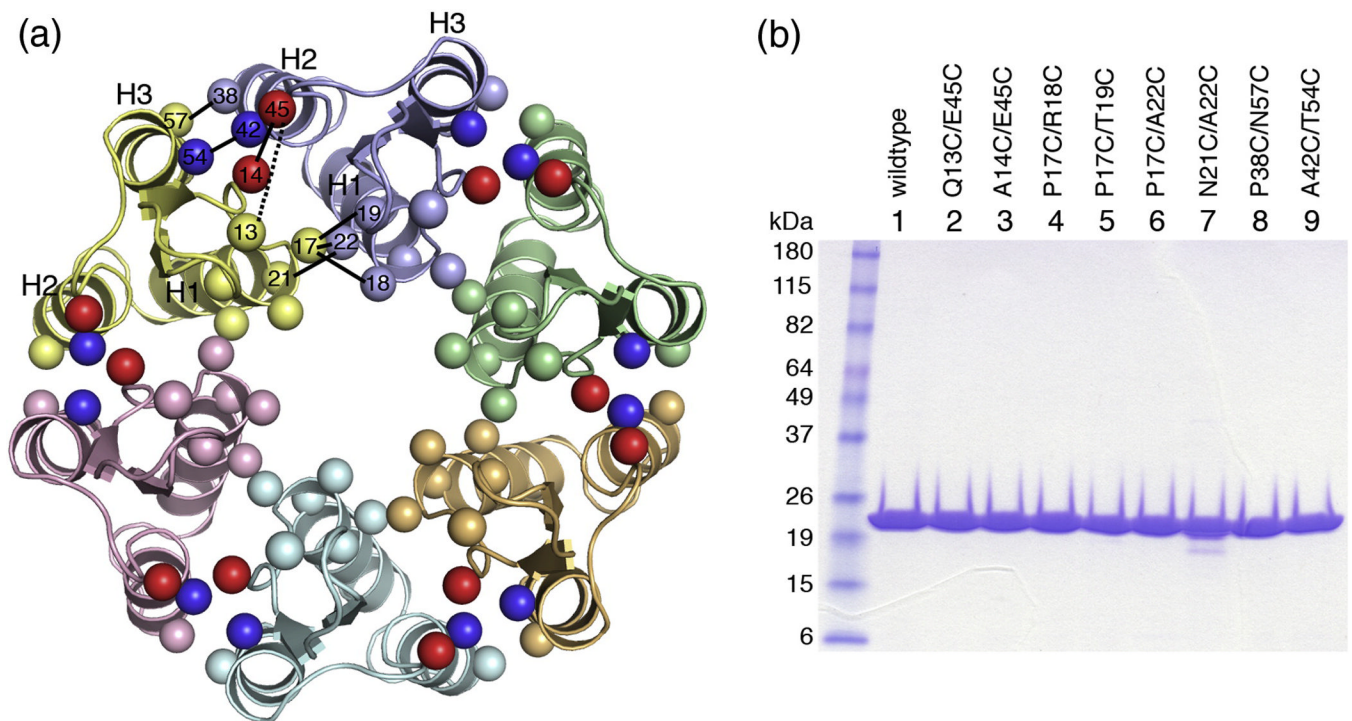 (a)
H3
H2
H3
38
45
57
42
54
14
H1
19
13
17
22
21
18
H2
H1
(b)
wildtype
Q13C/E45C
A14C/E45C
P17C/R18C
P17C/T19C
P17C/A22C
N21C/A22C
P38C/N57C
A42C/T54C
kDa 1 2 3 4 5 6 7 8 9
180
115
82
64
49
37
26
19
15
6